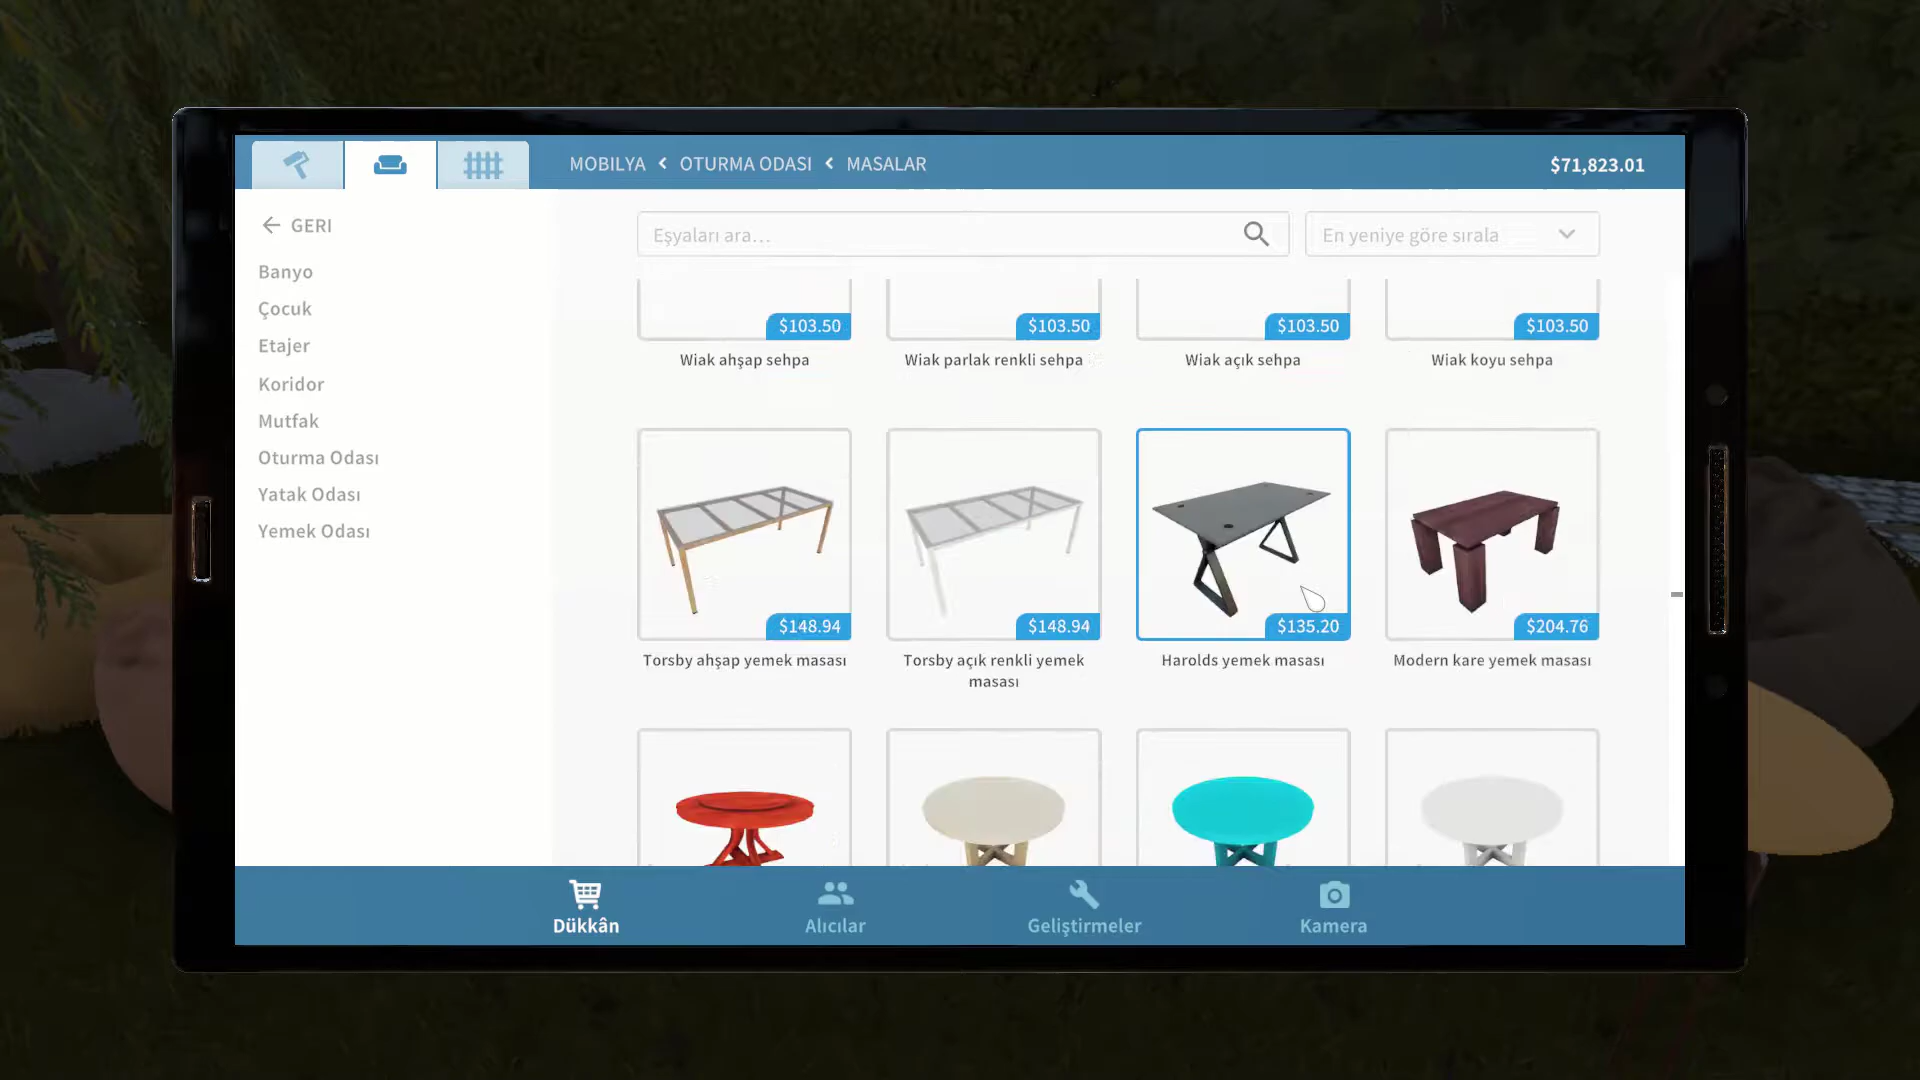 MOBILYA < OTURMA ODASI < MASALAR
$71,823.01
GERI
Banyo
Çocuk
Etajer
Koridor
Mutfak
Oturma Odası
Yatak Odası
Yemek Odası
Eşyaları ara...
En yeniye göre sırala
$103.50
$103.50
$103.50
$103.50
Wiak ahşap sehpa
Wiak parlak renkli sehpa
Wiak açık sehpa
Wiak koyu sehpa
$148.94
$148.94
$135.20
$204.76
Torsby ahşap yemek masası
Torsby açık renkli yemek
masası
Harolds yemek masası
Modern kare yemek masası
Dükkân
Alıcılar
Geliştirmeler
Kamera